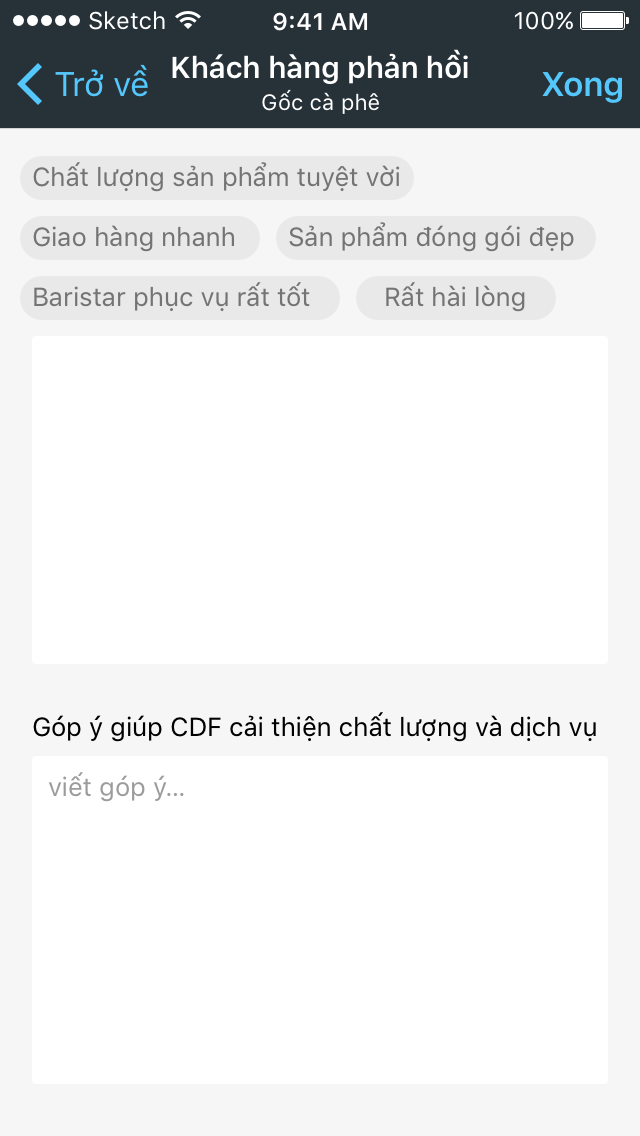 Sketch 9:41 AM 100%
Trở về Khách hàng phản hồi Xong
Gốc cà phê
Chất lượng sản phẩm tuyệt vời
Giao hàng nhanh Sản phẩm đóng gói đẹp
Baristar phục vụ rất tốt Rất hài lòng
Góp ý giúp CDF cải thiện chất lượng và dịch vụ
viết góp ý...